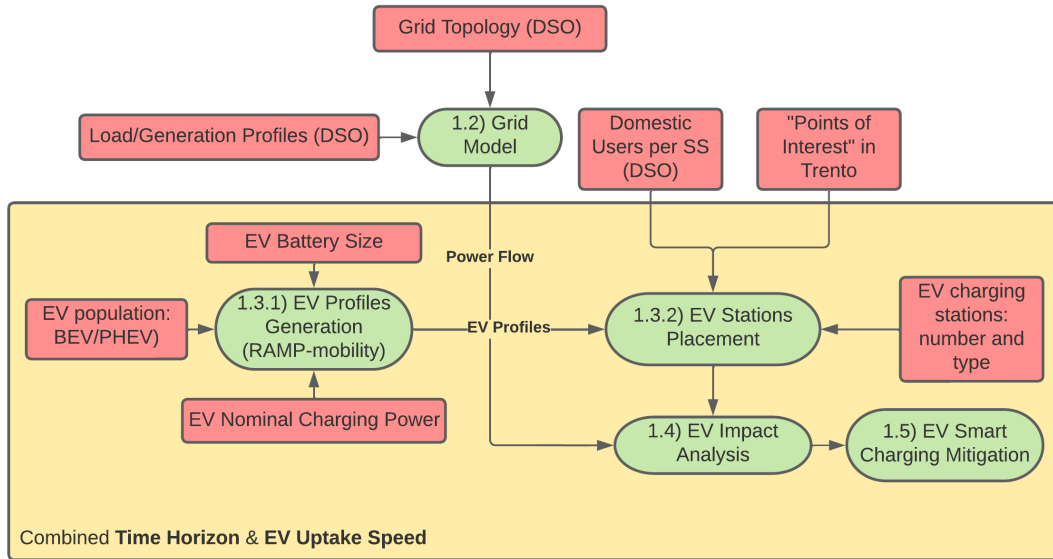 Grid Topology (DSO)
Load/Generation Profiles (DSO)
1.2) Grid
Model
Domestic
Users per SS
(DSO)
"Points of
Interest" in
Trento
EV Battery Size
Power Flow
EV population:
BEV/PHEV)
1.3.1) EV Profiles
Generation
(RAMP-mobility)
EV Profiles
1.3.2) EV Stations
Placement
EV charging
stations:
number and
type
EV Nominal Charging Power
1.4) EV Impact
Analysis
1.5) EV Smart
Charging Mitigation
Combined Time Horizon & EV Uptake Speed